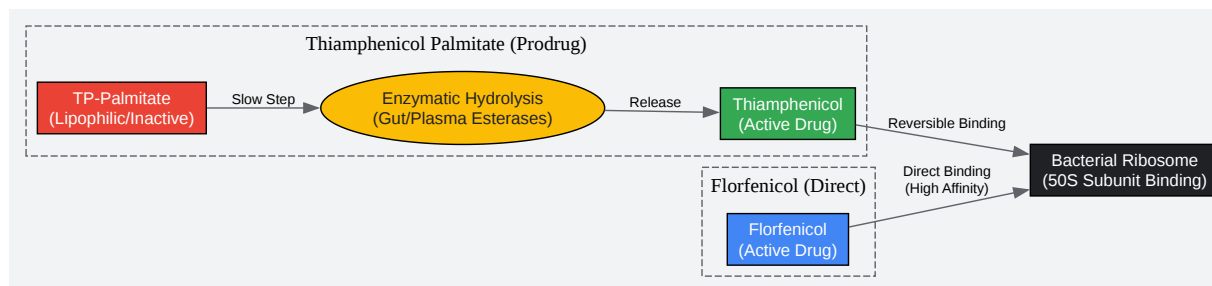 Thiamphenicol Palmitate (Prodrug)
TP-Palmitate
(Lipophilic/Inactive)
Slow Step
Enzymatic Hydrolysis
(Gut/Plasma Esterases)
Release
Thiamphenicol
(Active Drug)
Reversible Binding
Bacterial Ribosome
(50S Subunit Binding)
Direct Binding
(High Affinity)
Florfenicol (Direct)
Florfenicol
(Active Drug)